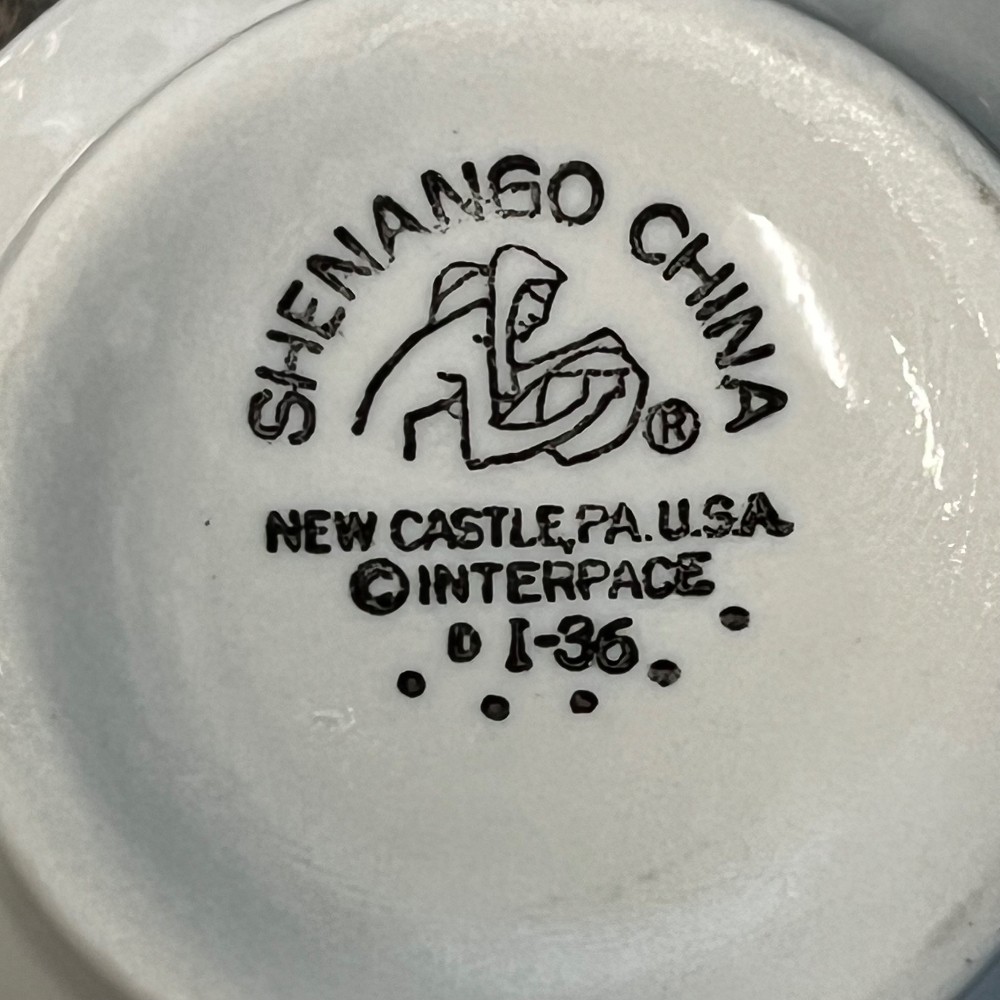 SHENANGO CHINA
®
NEW CASTLE, PA. U.S.A.
© INTERPACE
D I-36